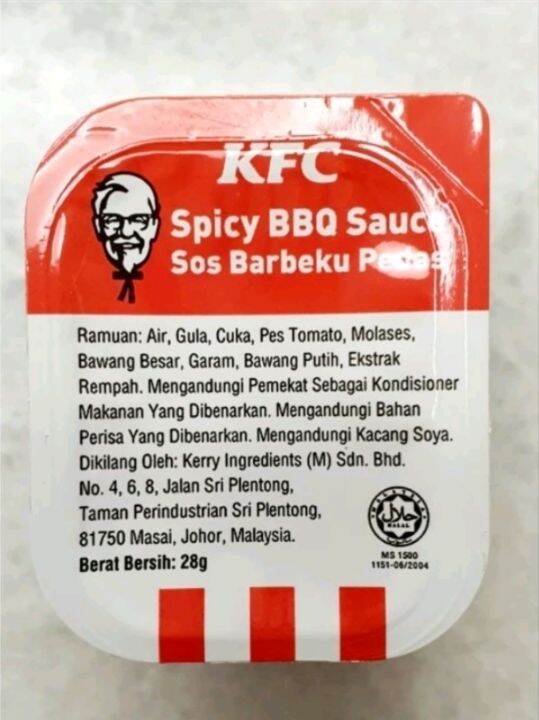 KFC
Spicy BBQ Sauce
Sos Barbeku Pedas
Ramuan: Air, Gula, Cuka, Pes Tomato, Molases,
Bawang Besar, Garam, Bawang Putih, Ekstrak
Rempah. Mengandungi Pemekat Sebagai Kondisioner
Makanan Yang Dibenarkan. Mengandungi Bahan
Perisa Yang Dibenarkan. Mengandungi Kacang Soya.
Dikilang Oleh: Kerry Ingredients (M) Sdn. Bhd.
No. 4, 6, 8, Jalan Sri Plentong,
Taman Perindustrian Sri Plentong,
81750 Masai, Johor, Malaysia.
Berat Bersih: 28g
حلال
HALAL
MS 1500
1151-06/2004